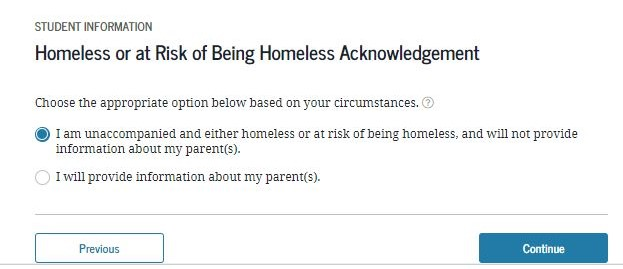 STUDENT INFORMATION
Homeless or at Risk of Being Homeless Acknowledgement
Choose the appropriate option below based on your circumstances. ?
I am unaccompanied and either homeless or at risk of being homeless, and will not provide
information about my parent(s).
I will provide information about my parent(s).
Previous
Continue